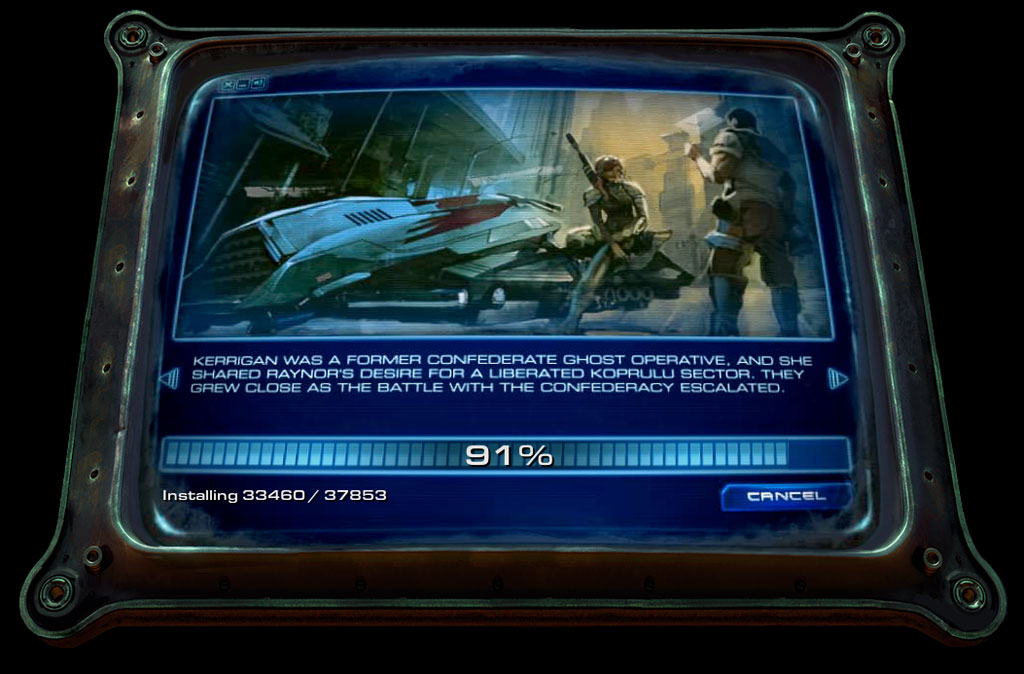 KERRIGAN WAS A FORMER CONFEDERATE GHOST OPERATIVE, AND SHE
SHARED RAYNOR'S DESIRE FOR A LIBERATED KOPRULU SECTOR. THEY
GREW CLOSE AS THE BATTLE WITH THE CONFEDERACY ESCALATED.
91%
Installing 33460 / 37853
CANCEL